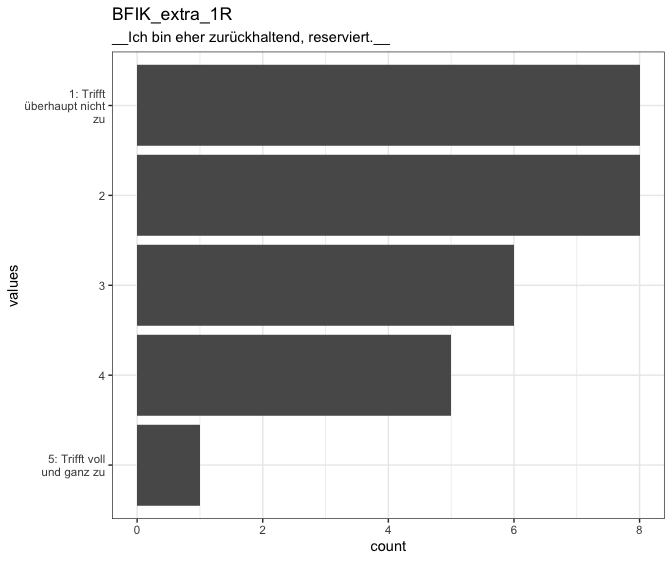 BFIK_extra_1R
__Ich bin eher zurückhaltend, reserviert.__
1: Trifft
überhaupt nicht
zu
2
3
4
5: Trifft voll
und ganz zu
values
0 2 4 6 8
count